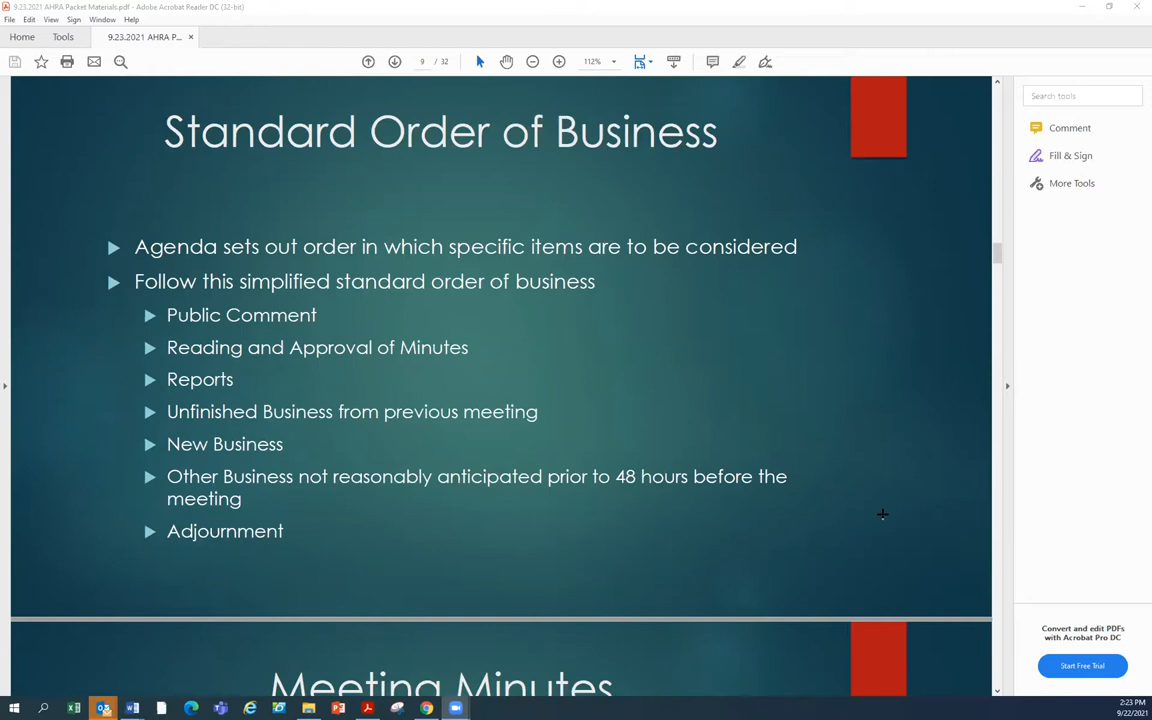 9.23.2021 AHRA Packet Materials.pdf - Adobe Acrobat Reader DC (32-bit)
File Edit View Sign Window Help
Home Tools 9.23.2021 AHRA P... ×
9 / 32 112%
Search tools
Comment
Fill & Sign
More Tools
Standard Order of Business
Agenda sets out order in which specific items are to be considered
Follow this simplified standard order of business
Public Comment
Reading and Approval of Minutes
Reports
Unfinished Business from previous meeting
New Business
Other Business not reasonably anticipated prior to 48 hours before the
meeting
Adjournment
Meeting Minutes
Convert and edit PDFs
with Acrobat Pro DC
Start Free Trial
2:23 PM
9/22/2021